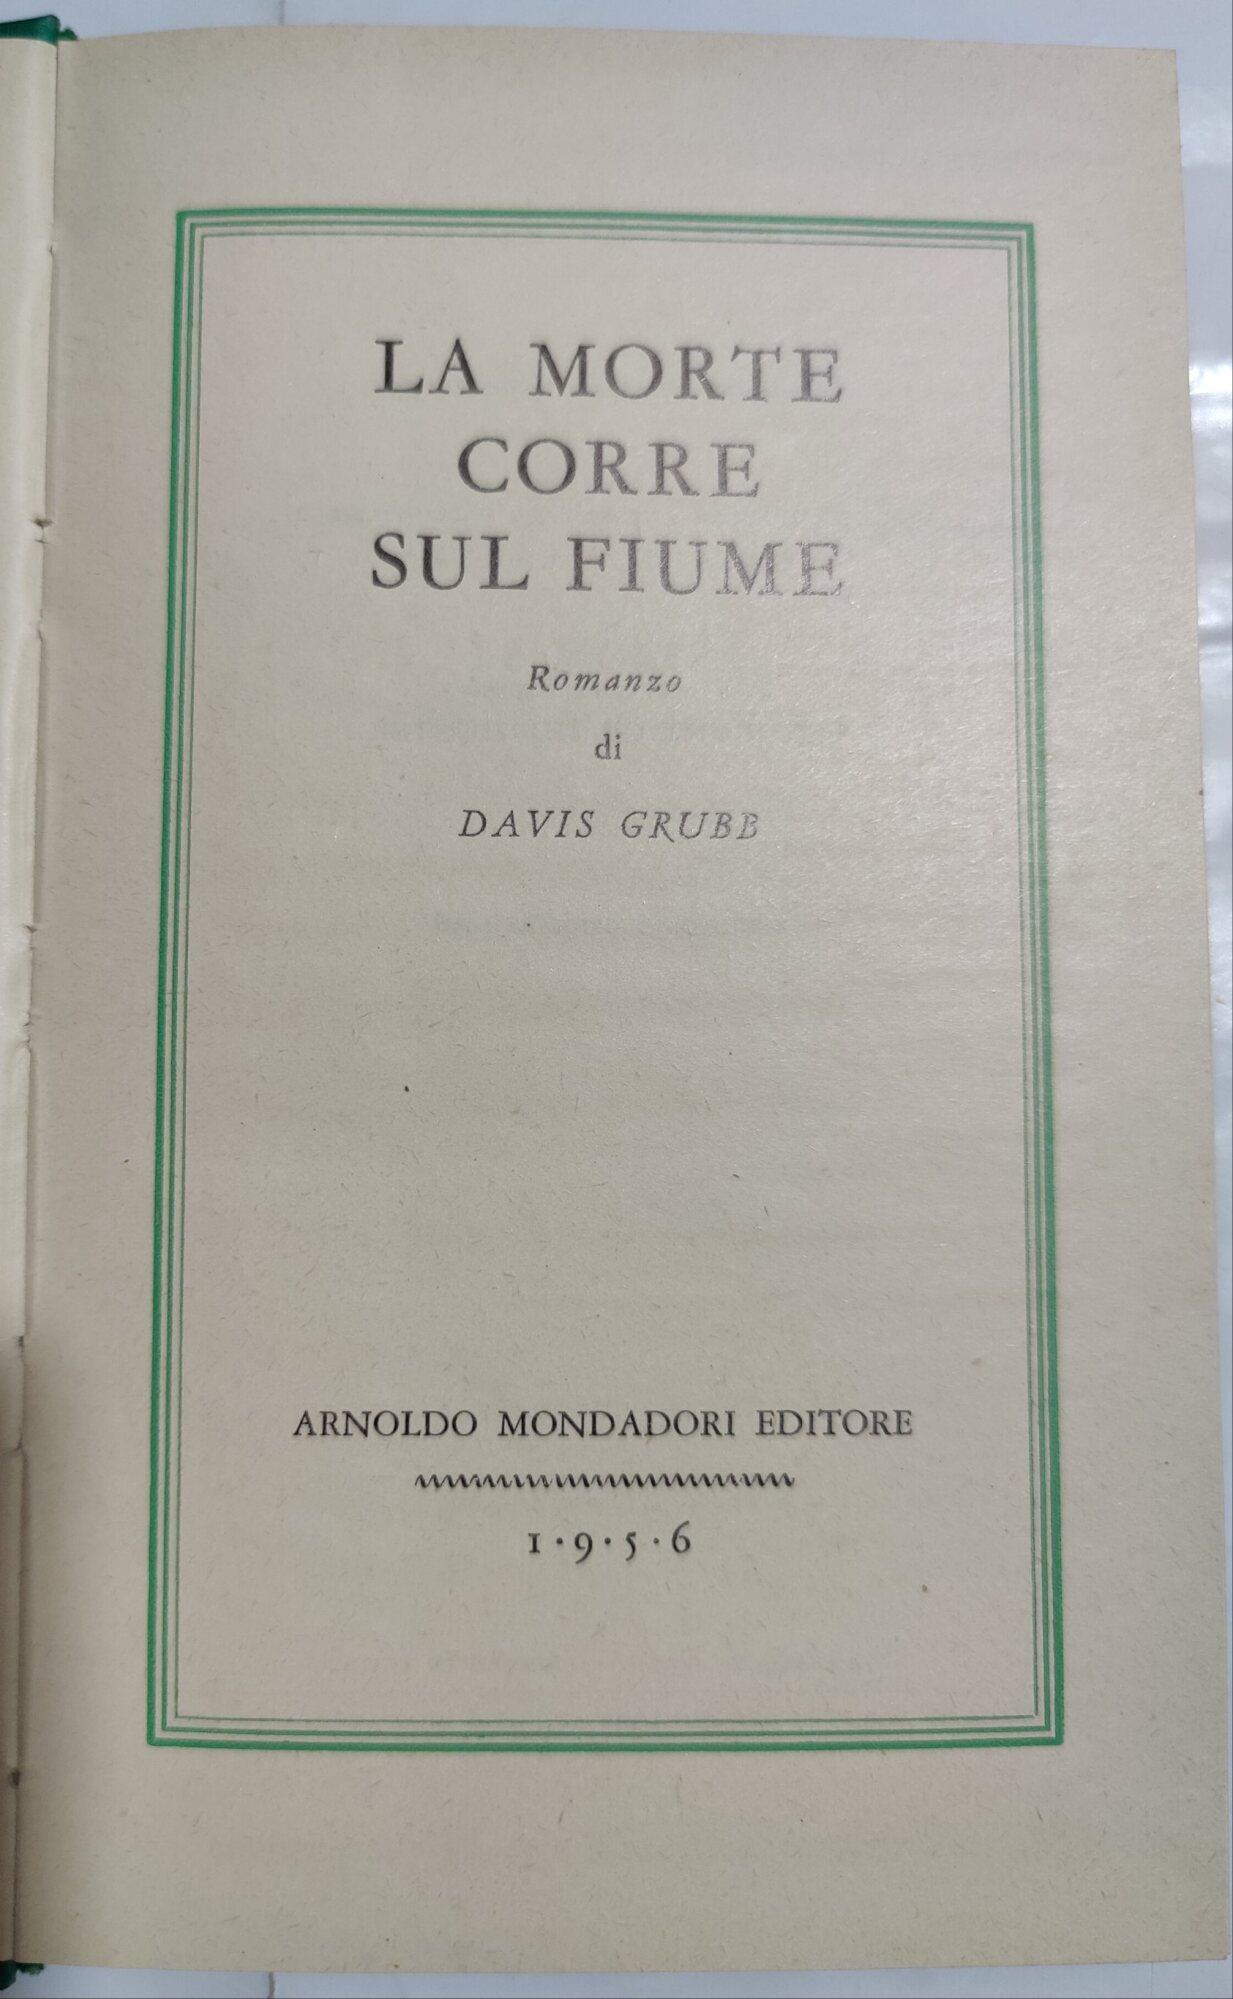 LA MORTE
CORRE
SUL FIUME
Romanzo
di
DAVIS GRUBB
ARNOLDO MONDADORI EDITORE
1·9·5·6